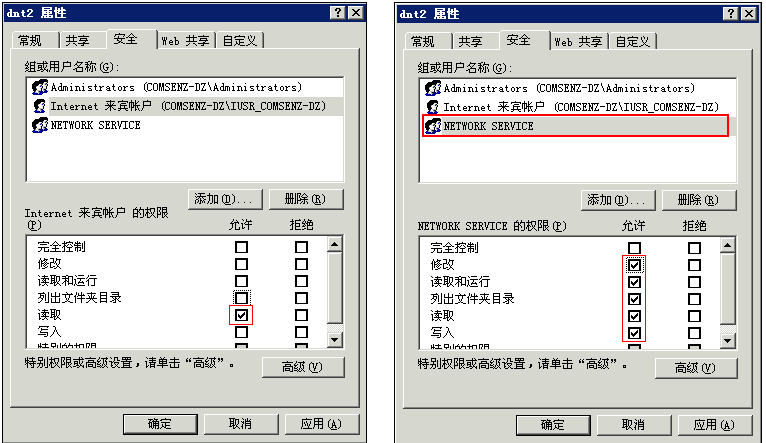 dnt2 属性
常规 共享 安全 Web 共享 自定义
组或用户名称(G):
Administrators (COMSENZ-DZ\Administrators)
Internet 来宾帐户 (COMSENZ-DZ\IUSR_COMSENZ-DZ)
NETWORK SERVICE
添加(D)... 删除(R)
Internet 来宾帐户 的权限
(P) 允许 拒绝
完全控制
修改
读取和运行
列出文件夹目录
读取
写入
特别的权限
特别权限或高级设置，请单击“高级”。
高级(V)
确定 取消 应用(A)
dnt2 属性
常规 共享 安全 Web 共享 自定义
组或用户名称(G):
Administrators (COMSENZ-DZ\Administrators)
Internet 来宾帐户 (COMSENZ-DZ\IUSR_COMSENZ-DZ)
NETWORK SERVICE
添加(D)... 删除(R)
NETWORK SERVICE 的权限(P) 允许 拒绝
完全控制
修改
读取和运行
列出文件夹目录
读取
写入
特别的权限
特别权限或高级设置，请单击“高级”。
高级(V)
确定 取消 应用(A)